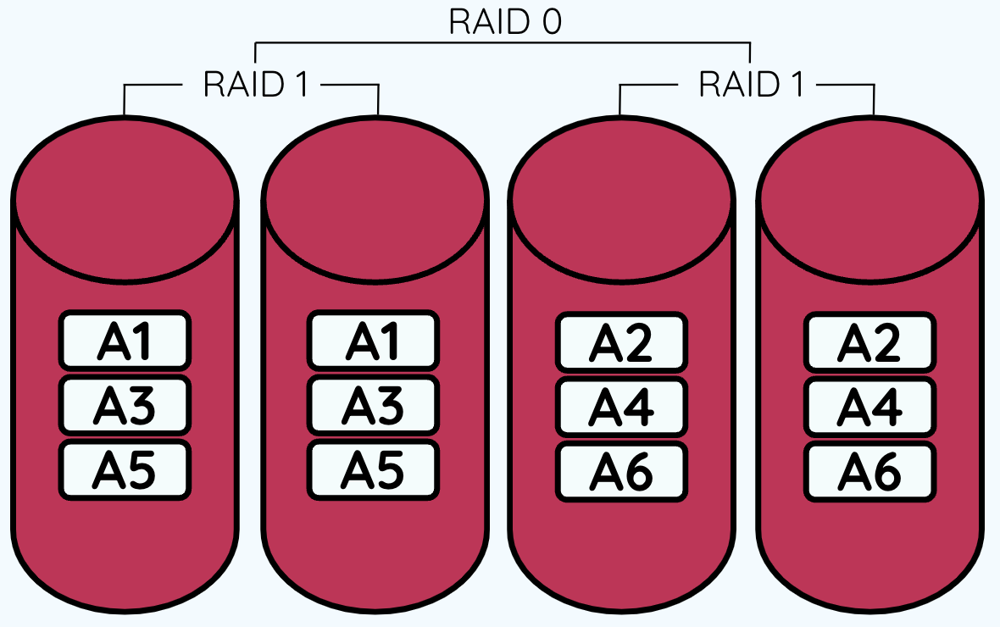 RAID 0
RAID 1 RAID 1
A1 A1 A2 A2
A3 A3 A4 A4
A5 A5 A6 A6